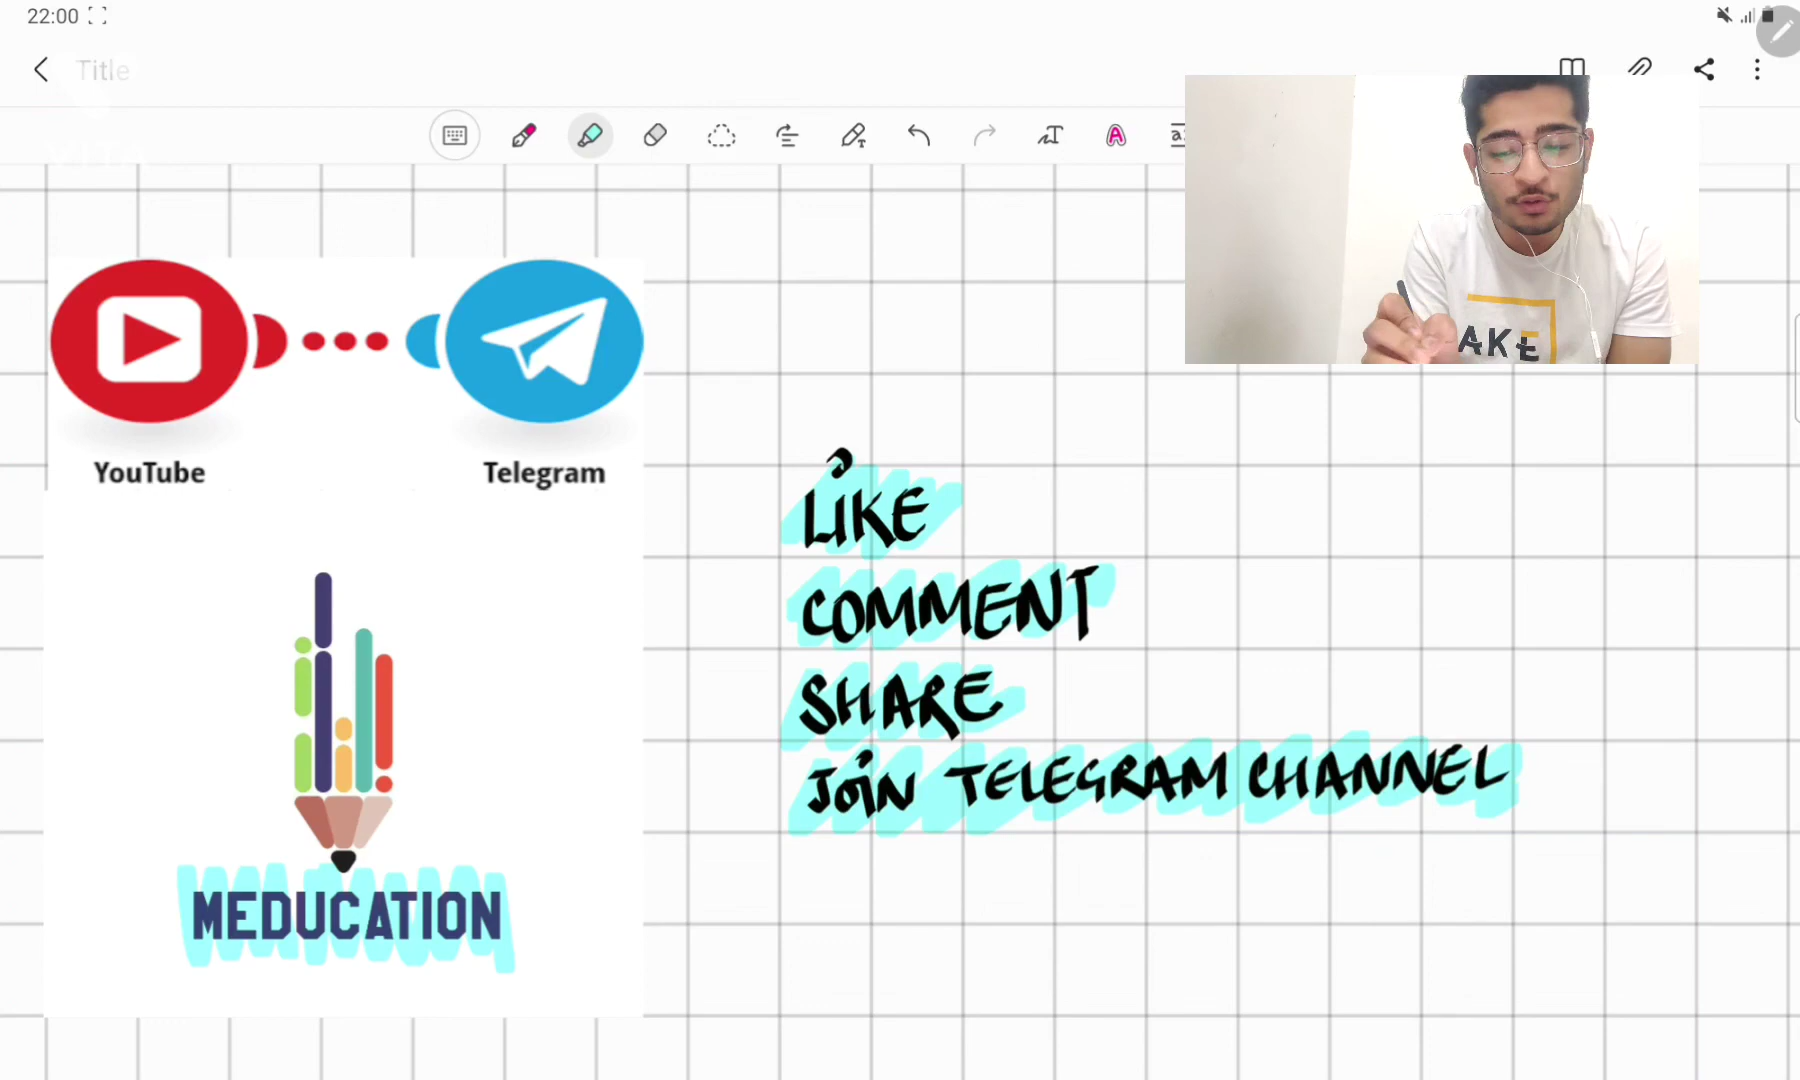 22:00
Title
YouTube
Telegram
LIKE
COMMENT
SHARE
JOIN TELEGRAM CHANNEL
MEDUCATION
AKE